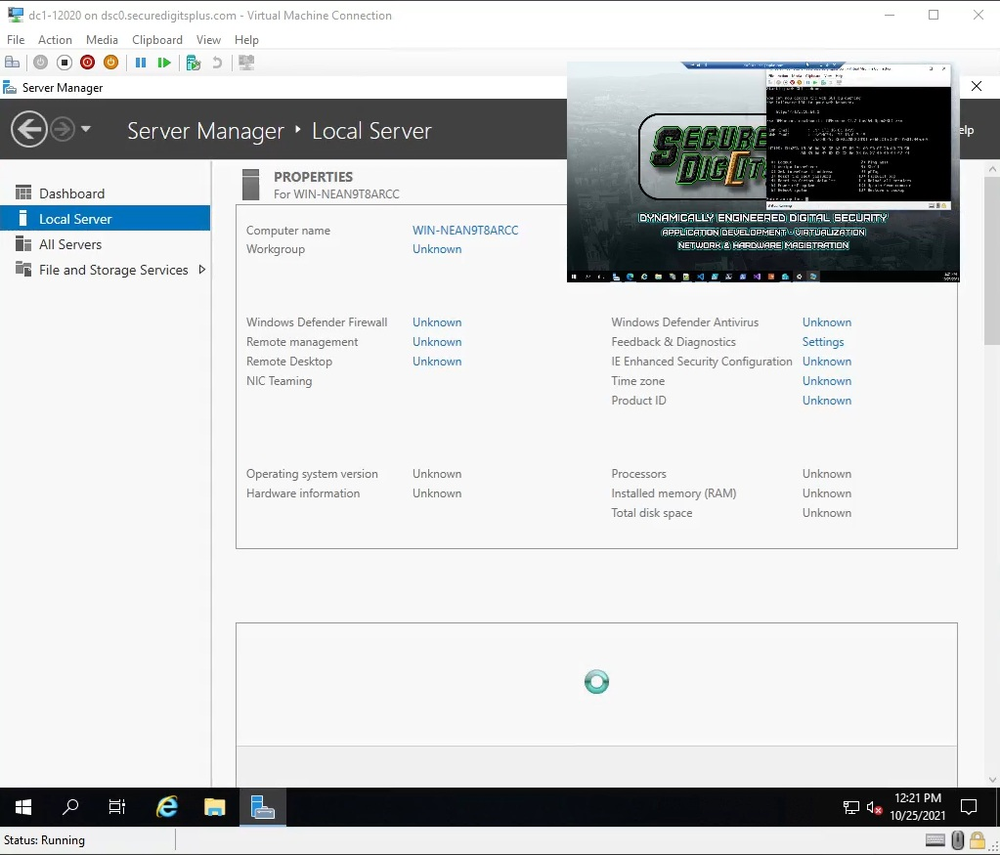 dc1-12020 on dsc0.securedigitsplus.com - Virtual Machine Connection
File Action Media Clipboard View Help
Server Manager
Server Manager Local Server
elp
Dashboard
Local Server
All Servers
File and Storage Services
PROPERTIES
For WIN-NEAN9T8ARCC
Computer name WIN-NEAN9T8ARCC
Workgroup Unknown
SECURE
DIGIT
DYNAMICALLY ENGINEERED DIGITAL SECURITY
APPLICATION DEVELOPMENT - VIRTUALIZATION
NETWORK & HARDWARE MAGISTRATION
Windows Defender Firewall Unknown Windows Defender Antivirus Unknown
Remote management Unknown Feedback & Diagnostics Settings
Remote Desktop Unknown IE Enhanced Security Configuration Unknown
NIC Teaming Time zone Unknown
Product ID Unknown
Operating system version Unknown Processors Unknown
Hardware information Unknown Installed memory (RAM) Unknown
Total disk space Unknown
12:21 PM
10/25/2021
Status: Running